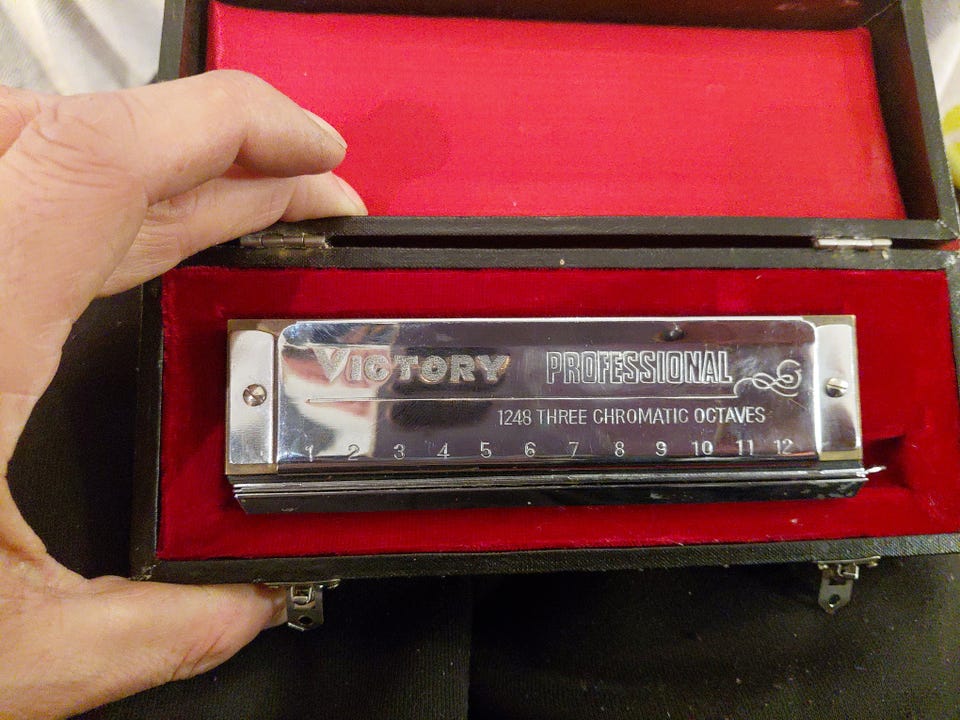 VICTORY PROFESSIONAL
1248 THREE CHROMATIC OCTAVES
1 2 3 4 5 6 7 8 9 10 11 12